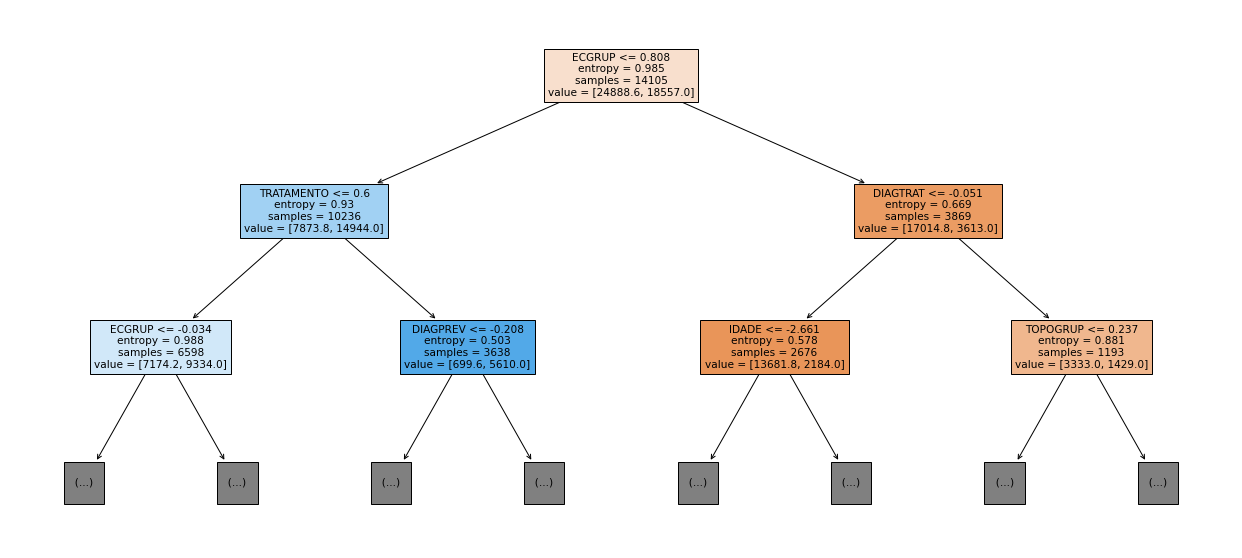 ECGRUP <= 0.808
entropy = 0.985
samples = 14105
value = [24888.6, 18557.0]
TRATAMENTO <= 0.6
entropy = 0.93
samples = 10236
value = [7873.8, 14944.0]
DIAGTRAT <= -0.051
entropy = 0.669
samples = 3869
value = [17014.8, 3613.0]
ECGRUP <= -0.034
entropy = 0.988
samples = 6598
value = [7174.2, 9334.0]
DIAGPREV <= -0.208
entropy = 0.503
samples = 3638
value = [699.6, 5610.0]
IDADE <= -2.661
entropy = 0.578
samples = 2676
value = [13681.8, 2184.0]
TOPOGRUP <= 0.237
entropy = 0.881
samples = 1193
value = [3333.0, 1429.0]
(...)
(...)
(...)
(...)
(...)
(...)
(...)
(...)